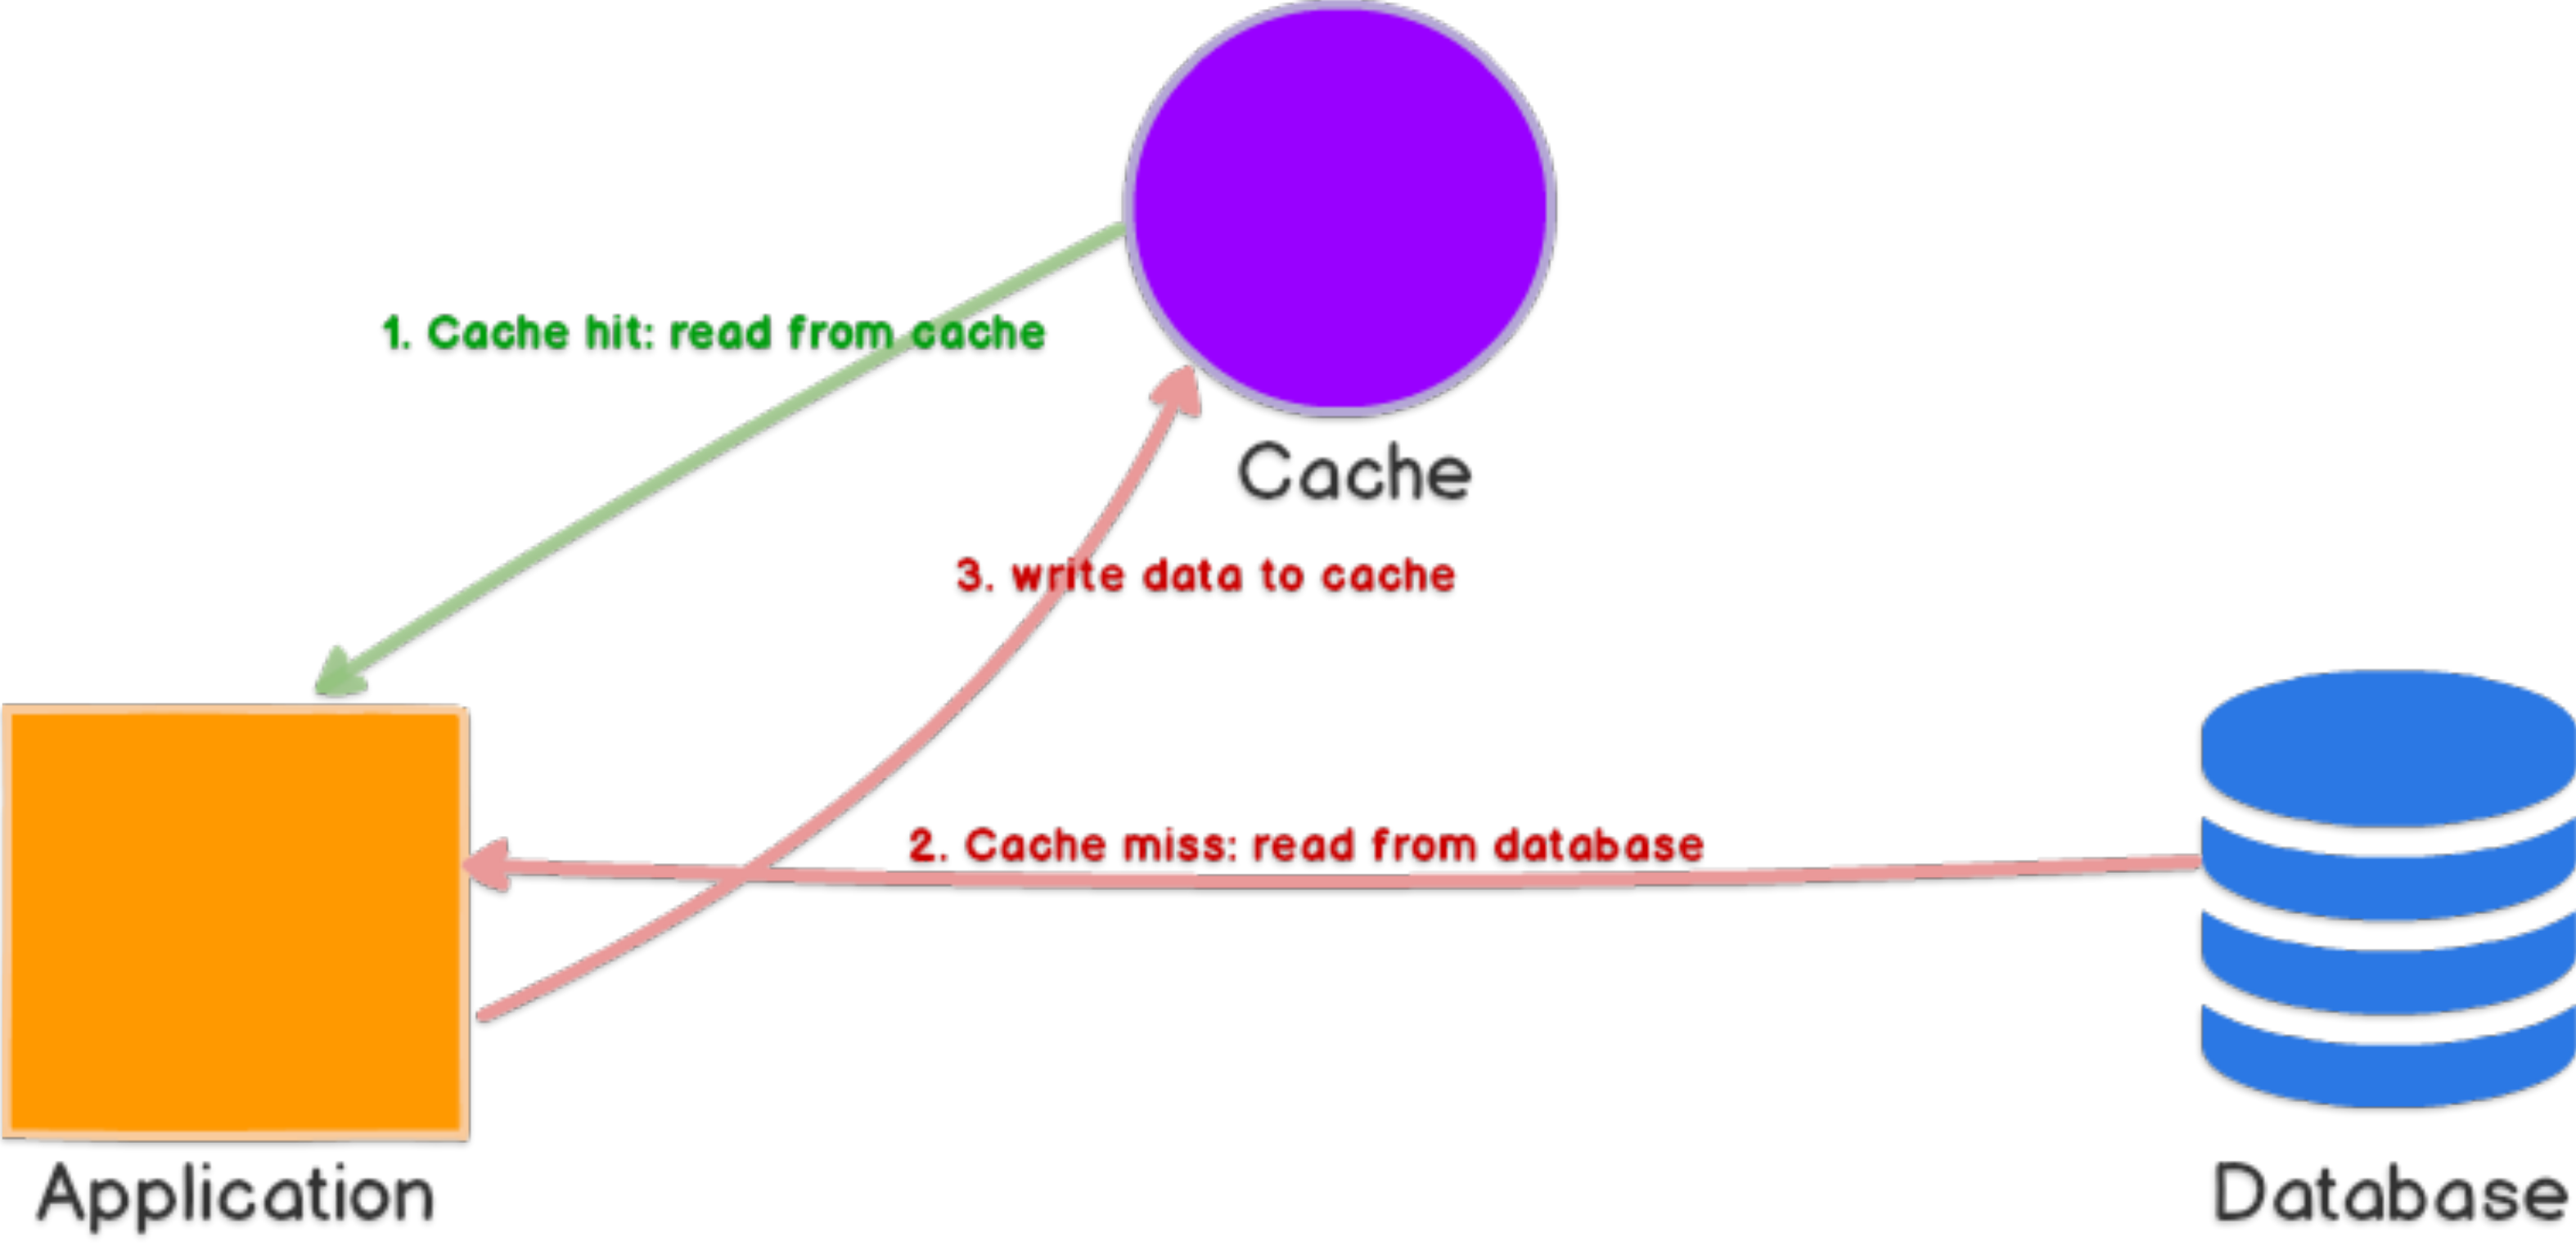 1. Cache hit: read from cache
Cache
3. write data to cache
2. Cache miss: read from database
Application
Database